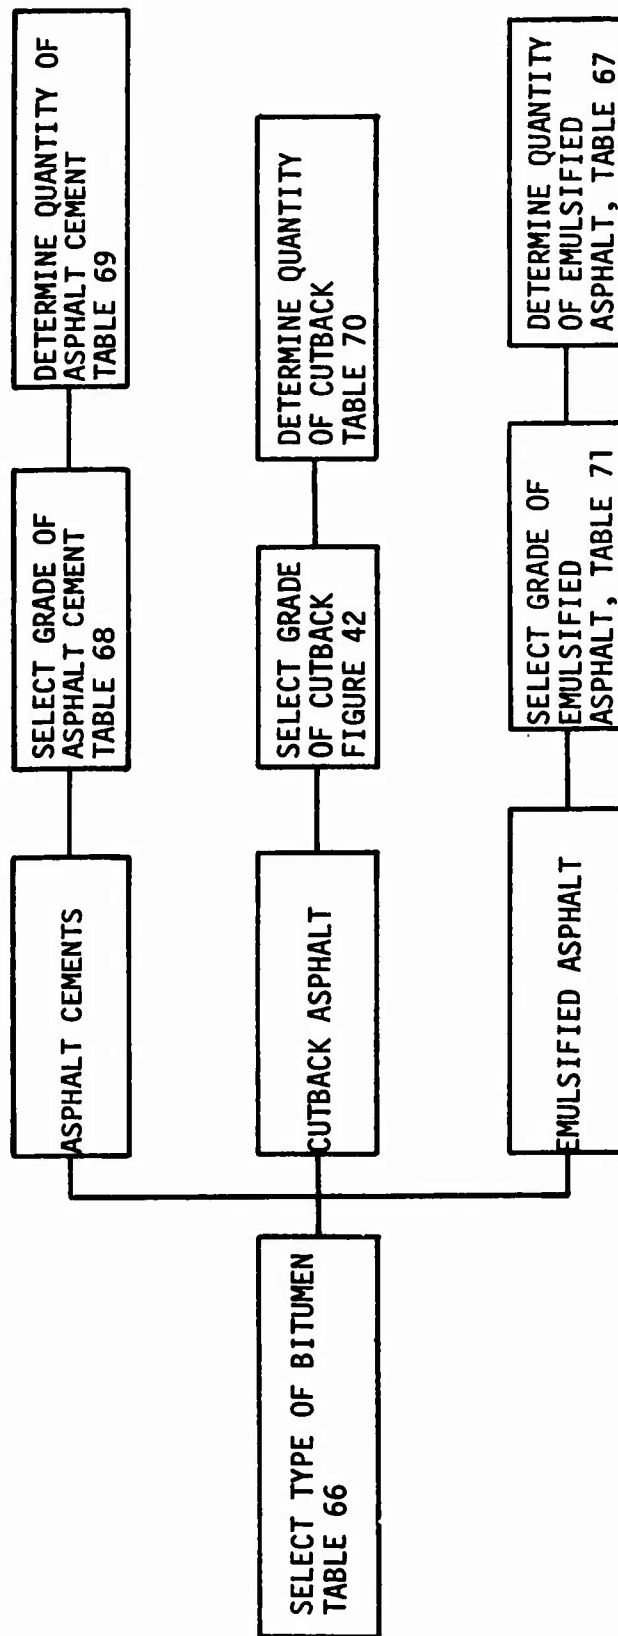 SELECT TYPE OF BITUMEN
TABLE 66
ASPHALT CEMENTS
SELECT GRADE OF
ASPHALT CEMENT
TABLE 68
DETERMINE QUANTITY OF
ASPHALT CEMENT
TABLE 69
CUTBACK ASPHALT
SELECT GRADE
OF CUTBACK
FIGURE 42
DETERMINE QUANTITY
OF CUTBACK
TABLE 70
EMULSIFIED ASPHALT
SELECT GRADE OF
EMULSIFIED
ASPHALT, TABLE 71
DETERMINE QUANTITY
OF EMULSIFIED
ASPHALT, TABLE 67